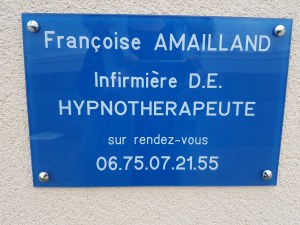 Françoise AMAILLAND
Infirmière D.E.
HYPNOTHERAPEUTE
sur rendez-vous
06.75.07.21.55